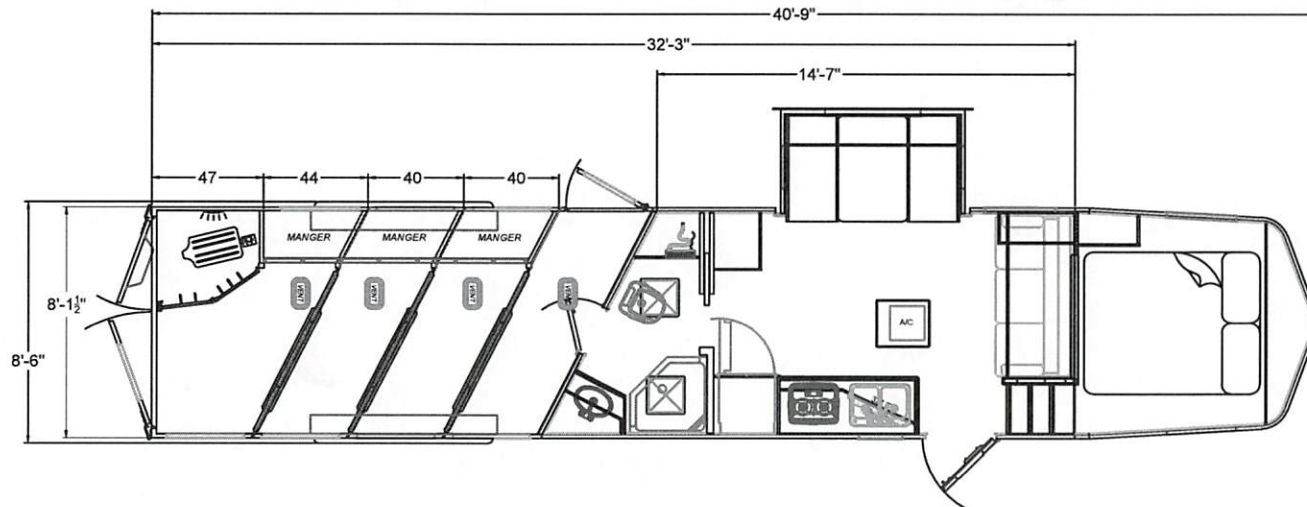 40'-9"
32'-3"
14'-7"
47 44 40 40
MANGER MANGER MANGER
VENT VENT VENT VENT
8'-1½"
8'-6"
A/C